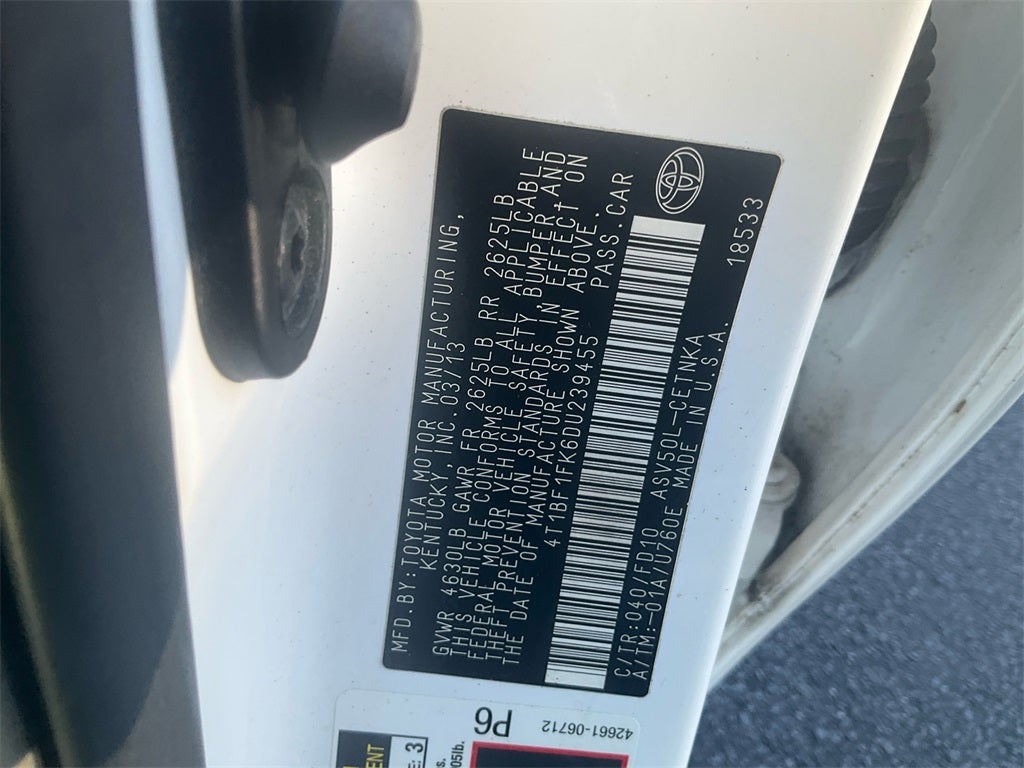 MFD.BY:TOYOTA MOTOR MANUFACTURING,
KENTUCKY, INC. 03/13
GVWR 4630LB GAWR FR 2625LB RR 2625LB
THIS VEHICLE CONFORMS TO ALL APPLICABLE
FEDERAL MOTOR VEHICLE SAFETY, BUMPER, AND
THEFT PREVENTION STANDARDS IN EFFECT ON
THE DATE OF MANUFACTURE SHOWN ABOVE.
4T1BF1FK6DU239455 PASS.CAR
C/TR:040/FD10 ASV50L-CETNKA
A/TM:-01A/U760E MADE IN U.S.A.
18533
P6
42661-06712